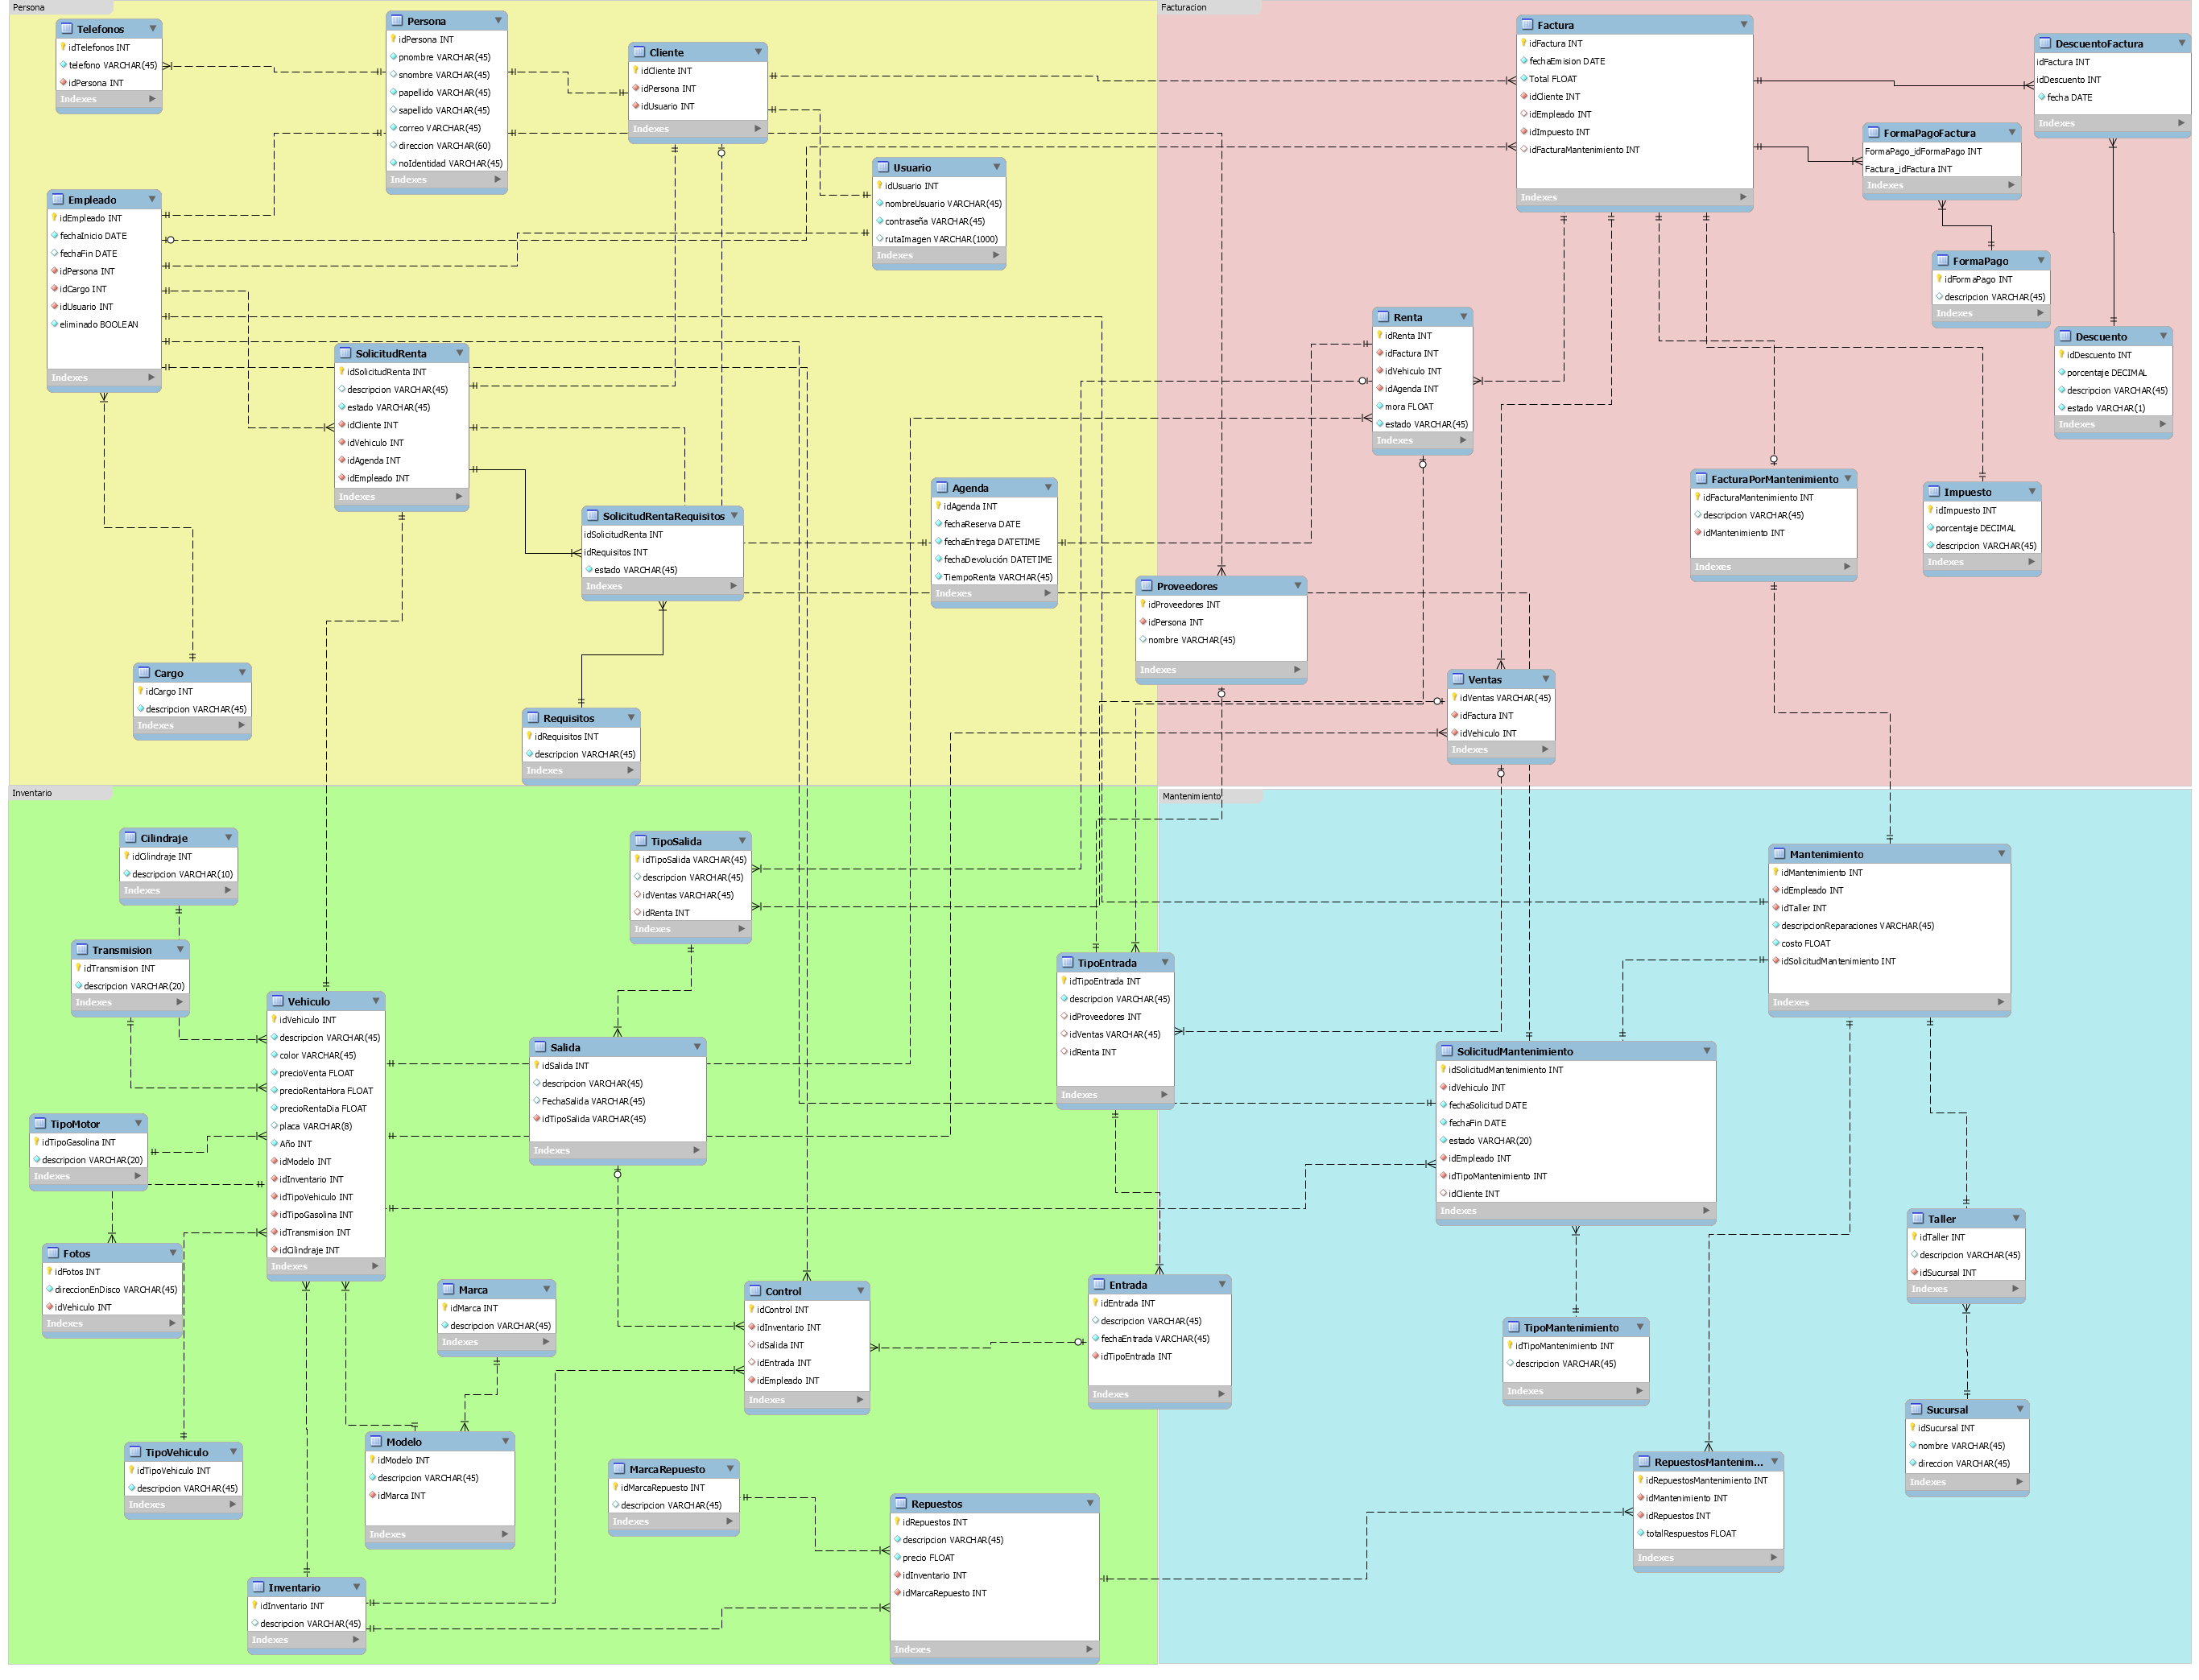 Persona
Telefonos
idTelefonos INT
telefono VARCHAR(45)
idPersona INT
Indexes
Persona
idPersona INT
pnombre VARCHAR(45)
snombre VARCHAR(45)
papellido VARCHAR(45)
sapellido VARCHAR(45)
correo VARCHAR(45)
direccion VARCHAR(60)
noIdentidad VARCHAR(45)
Indexes
Cliente
idCliente INT
idPersona INT
idUsuario INT
Indexes
Usuario
idUsuario INT
nombreUsuario VARCHAR(45)
contraseña VARCHAR(45)
rutaImagen VARCHAR(1000)
Indexes
Empleado
idEmpleado INT
fechaInicio DATE
fechaFin DATE
idPersona INT
idCargo INT
idUsuario INT
eliminado BOOLEAN
Indexes
SolicitudRenta
idSolicitudRenta INT
descripcion VARCHAR(45)
estado VARCHAR(45)
idCliente INT
idVehiculo INT
idAgenda INT
idEmpleado INT
Indexes
SolicitudRentaRequisitos
idSolicitudRenta INT
idRequisitos INT
estado VARCHAR(45)
Indexes
Agenda
idAgenda INT
fechaReserva DATE
fechaEntrega DATETIME
fechaDevolución DATETIME
TiempoRenta VARCHAR(45)
Indexes
Cargo
idCargo INT
descripcion VARCHAR(45)
Indexes
Requisitos
idRequisitos INT
descripcion VARCHAR(45)
Indexes
Facturacion
Factura
idFactura INT
fechaEmision DATE
Total FLOAT
idCliente INT
idEmpleado INT
idImpuesto INT
idFacturaMantenimiento INT
Indexes
DescuentoFactura
idFactura INT
idDescuento INT
fecha DATE
Indexes
FormaPagoFactura
FormaPago_idFormaPago INT
Factura_idFactura INT
Indexes
FormaPago
idFormaPago INT
descripcion VARCHAR(45)
Indexes
Descuento
idDescuento INT
porcentaje DECIMAL
descripcion VARCHAR(45)
estado VARCHAR(1)
Indexes
Renta
idRenta INT
idFactura INT
idVehiculo INT
idAgenda INT
mora FLOAT
estado VARCHAR(45)
Indexes
FacturaPorMantenimiento
idFacturaMantenimiento INT
descripcion VARCHAR(45)
idMantenimiento INT
Indexes
Impuesto
idImpuesto INT
porcentaje DECIMAL
descripcion VARCHAR(45)
Indexes
Proveedores
idProveedores INT
idPersona INT
nombre VARCHAR(45)
Indexes
Ventas
idVentas VARCHAR(45)
idFactura INT
idVehiculo INT
Indexes
Inventario
Cilindraje
idCilindraje INT
descripcion VARCHAR(10)
Indexes
Transmision
idTransmision INT
descripcion VARCHAR(20)
Indexes
TipoMotor
idTipoGasolina INT
descripcion VARCHAR(20)
Indexes
Fotos
idFotos INT
direccionEnDisco VARCHAR(45)
idVehiculo INT
Indexes
Vehiculo
idVehiculo INT
descripcion VARCHAR(45)
color VARCHAR(45)
precioVenta FLOAT
precioRentaHora FLOAT
precioRentaDia FLOAT
placa VARCHAR(8)
Año INT
idModelo INT
idInventario INT
idTipoVehiculo INT
idTipoGasolina INT
idTransmision INT
idCilindraje INT
Indexes
TipoSalida
idTipoSalida VARCHAR(45)
descripcion VARCHAR(45)
idVentas VARCHAR(45)
idRenta INT
Indexes
Salida
idSalida INT
descripcion VARCHAR(45)
FechaSalida VARCHAR(45)
idTipoSalida VARCHAR(45)
Indexes
TipoEntrada
idTipoEntrada INT
descripcion VARCHAR(45)
idProveedores INT
idVentas VARCHAR(45)
idRenta INT
Indexes
Marca
idMarca INT
descripcion VARCHAR(45)
Indexes
Control
idControl INT
idInventario INT
idSalida INT
idEntrada INT
idEmpleado INT
Indexes
Entrada
idEntrada INT
descripcion VARCHAR(45)
fechaEntrada VARCHAR(45)
idTipoEntrada INT
Indexes
TipoVehiculo
idTipoVehiculo INT
descripcion VARCHAR(45)
Indexes
Modelo
idModelo INT
descripcion VARCHAR(45)
idMarca INT
Indexes
MarcaRepuesto
idMarcaRepuesto INT
descripcion VARCHAR(45)
Indexes
Repuestos
idRepuestos INT
descripcion VARCHAR(45)
precio FLOAT
idInventario INT
idMarcaRepuesto INT
Indexes
Inventario
idInventario INT
descripcion VARCHAR(45)
Indexes
Mantenimiento
Mantenimiento
idMantenimiento INT
idEmpleado INT
idTaller INT
descripcionReparaciones VARCHAR(45)
costo FLOAT
idSolicitudMantenimiento INT
Indexes
SolicitudMantenimiento
idSolicitudMantenimiento INT
idVehiculo INT
fechaSolicitud DATE
fechaFin DATE
estado VARCHAR(20)
idEmpleado INT
idTipoMantenimiento INT
idCliente INT
Indexes
Taller
idTaller INT
descripcion VARCHAR(45)
idSucursal INT
Indexes
TipoMantenimiento
idTipoMantenimiento INT
descripcion VARCHAR(45)
Indexes
Sucursal
idSucursal INT
nombre VARCHAR(45)
direccion VARCHAR(45)
Indexes
RepuestosMantenim...
idRepuestosMantenimiento INT
idMantenimiento INT
idRepuestos INT
totalRespuestos FLOAT
Indexes